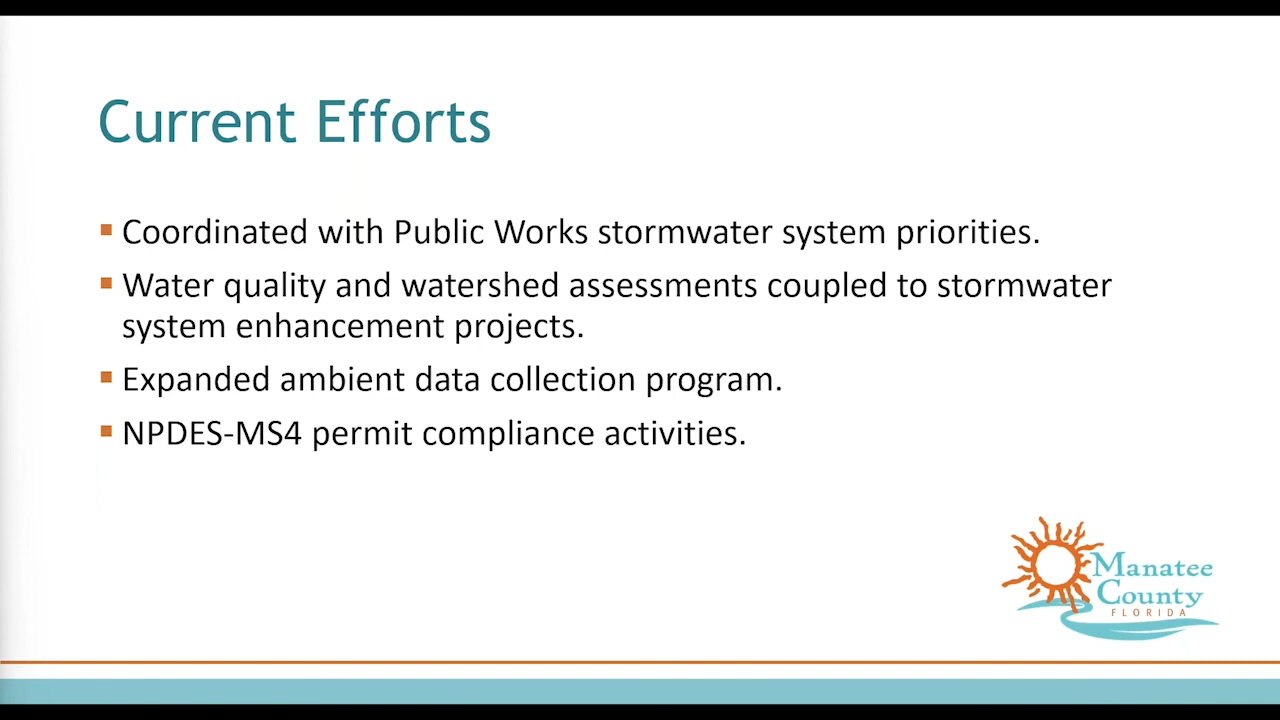 Current Efforts
Coordinated with Public Works stormwater system priorities.
Water quality and watershed assessments coupled to stormwater
system enhancement projects.
Expanded ambient data collection program.
NPDES-MS4 permit compliance activities.
Manatee
County
FLORIDA